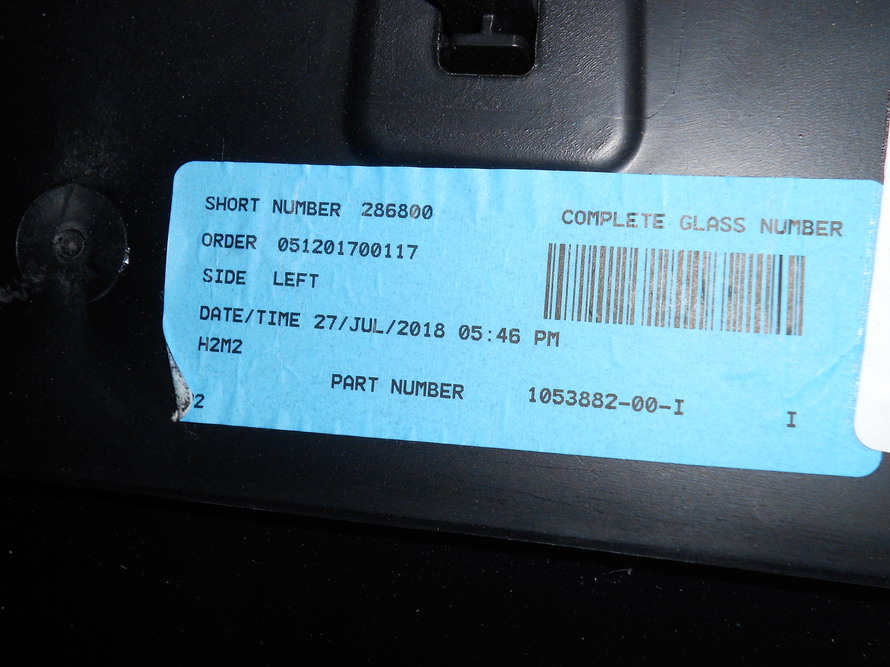 SHORT NUMBER 286800
COMPLETE GLASS NUMBER
ORDER 051201700117
SIDE LEFT
DATE/TIME 27/JUL/2018 05:46 PM
H2M2
PART NUMBER 1053882-00-I
2
I